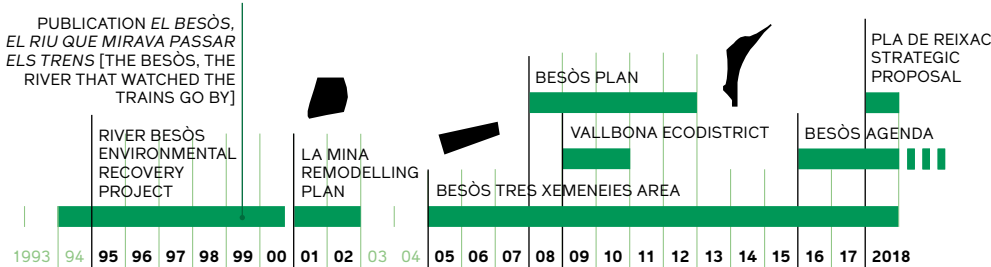 PUBLICATION EL BESÒS,
EL RIU QUE MIRAVA PASSAR
ELS TRENS [THE BESÒS, THE
RIVER THAT WATCHED THE
TRAINS GO BY]
RIVER BESÒS
ENVIRONMENTAL
RECOVERY
PROJECT
LA MINA
REMODELLING
PLAN
BESÒS PLAN
VALLBONA ECODISTRICT
BESÒS TRES XEMENEIES AREA
PLA DE REIXAC
STRATEGIC
PROPOSAL
BESÒS AGENDA
1993 94 95 96 97 98 99 00 01 02 03 04 05 06 07 08 09 10 11 12 13 14 15 16 17 2018